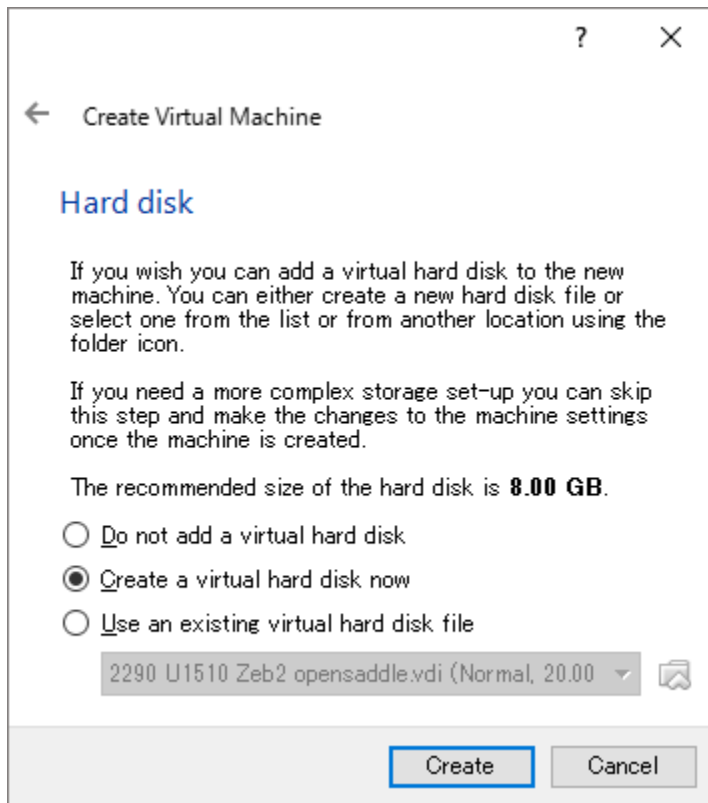 ?
Create Virtual Machine
Hard disk
If you wish you can add a virtual hard disk to the new
machine. You can either create a new hard disk file or
select one from the list or from another location using the
folder icon.
If you need a more complex storage set-up you can skip
this step and make the changes to the machine settings
once the machine is created.
The recommended size of the hard disk is 8.00 GB.
Do not add a virtual hard disk
Create a virtual hard disk now
Use an existing virtual hard disk file
2290 U1510 Zeb2 opensaddle.vdi (Normal, 20.00
Create Cancel